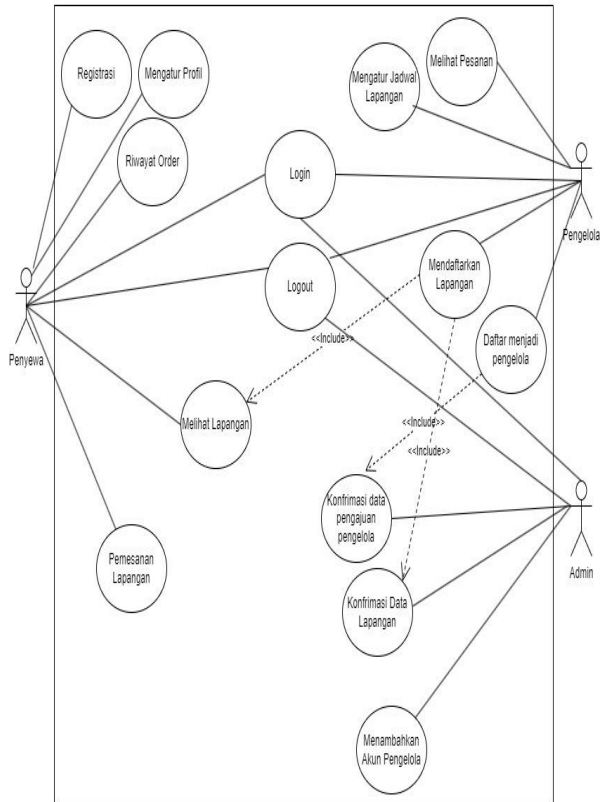 Registrasi
Mengatur Profil
Melihat Pesanan
Mengatur Jadwal
Lapangan
Riwayat Order
Login
Pengelola
Mendaftarkan
Lapangan
Logout
<<Include>>
Penyewa
Daftar menjadi
pengelola
Melihat Lapangan
<<Include>>
<<Include>>
Konfrimasi data
pengajuan
pengelola
Pemesanan
Lapangan
Admin
Konfrimasi Data
Lapangan
Menambahkan
Akun Pengelola